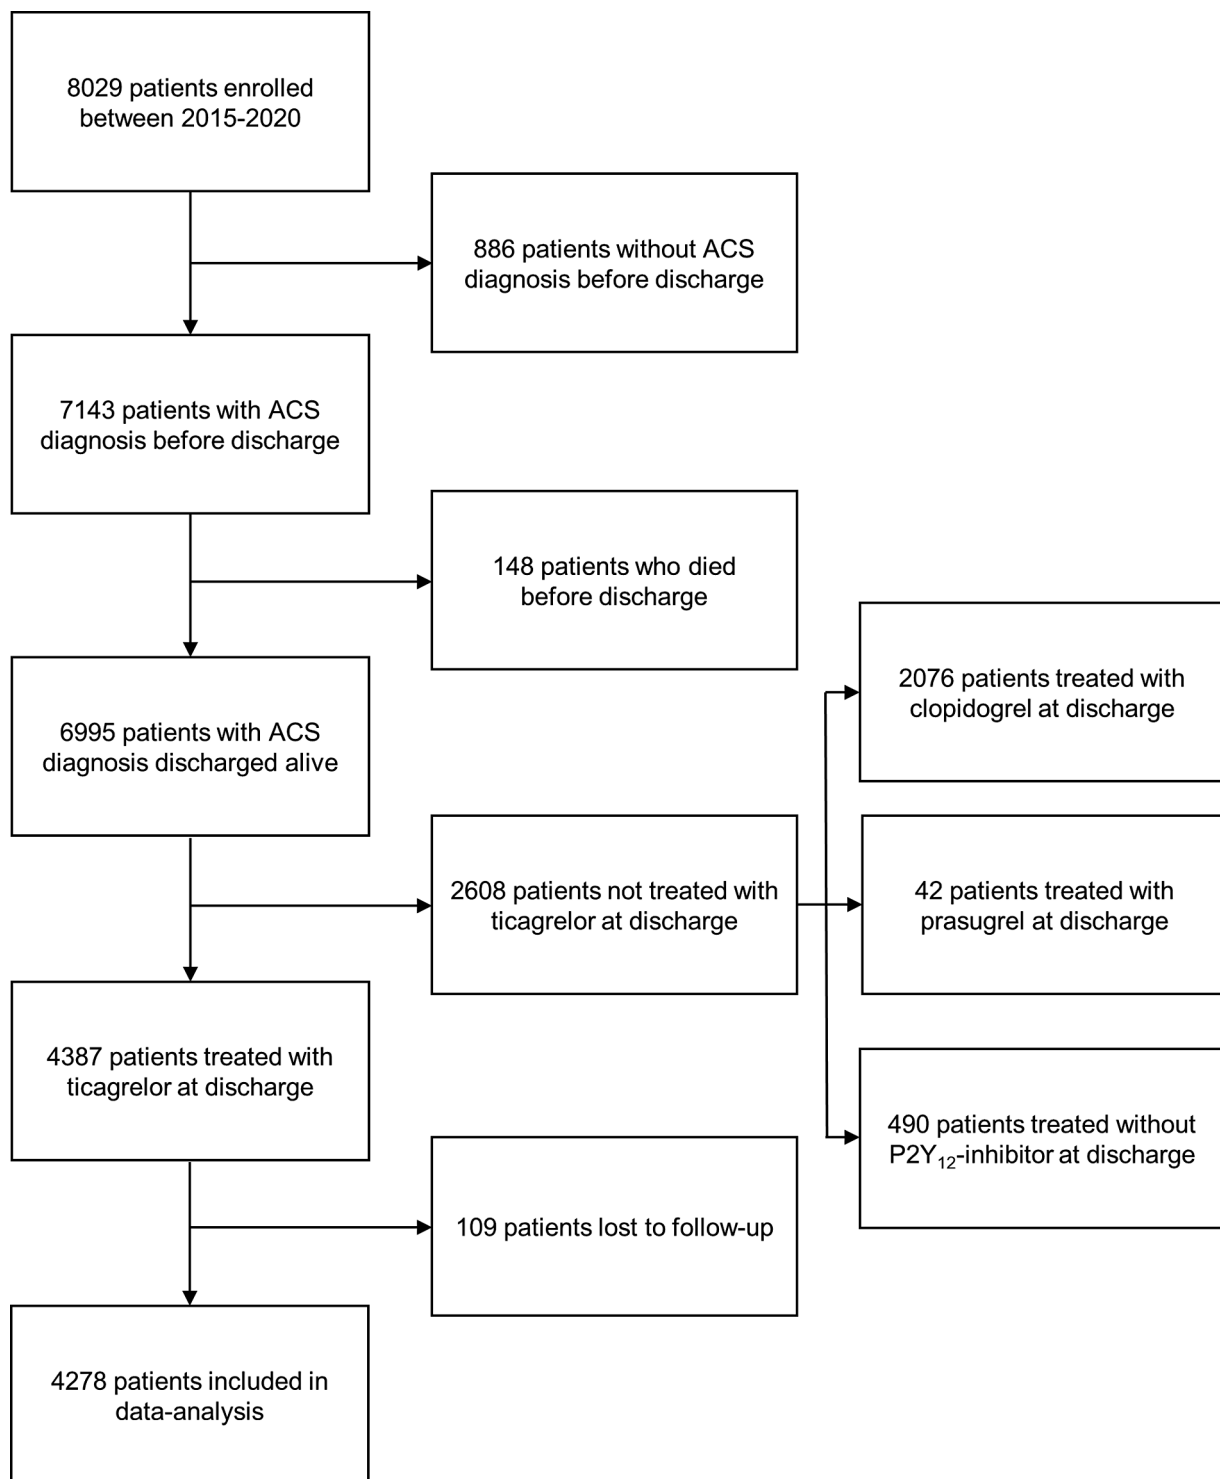 8029 patients enrolled
between 2015-2020
886 patients without ACS
diagnosis before discharge
7143 patients with ACS
diagnosis before discharge
148 patients who died
before discharge
6995 patients with ACS
diagnosis discharged alive
2608 patients not treated with
ticagrelor at discharge
2076 patients treated with
clopidogrel at discharge
42 patients treated with
prasugrel at discharge
490 patients treated without
P2Y₁₂-inhibitor at discharge
4387 patients treated with
ticagrelor at discharge
109 patients lost to follow-up
4278 patients included in
data-analysis